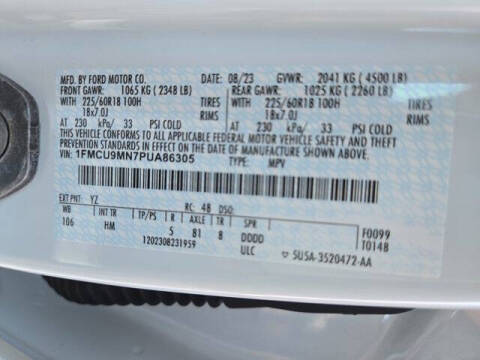 MFD. BY FORD MOTOR CO. 08/23 GVWR: 2041 KG ( 4500 LB)
FRONT GAWR: 1065 KG ( 2348 LB) REAR GAWR: 1025 KG ( 2260 LB)
WITH 225/60R18 100H TIRES WITH 225/60R18 100H TIRES
18x7.0J RIMS 18x7.0J RIMS
AT 230 kPa/ 33 PSI COLD AT 230 kPa/ 33 PSI COLD
THIS VEHICLE CONFORMS TO ALL APPLICABLE FEDERAL MOTOR VEHICLE SAFETY AND BUMPER
THEFT PREVENTION STANDARDS IN EFFECT ON THE DATE OF MANUFACTURE SHOWN ABOVE.
VIN: 1FMCU9MN7PUA86305 TYPE: MPV
EXT PNT: YZ RC: 48 DSO:
WB INT TR TP/PS R AXLE TR SPR
106 HM 5 81 8 DDDD F0099
1202308231959 ULC T0148
5USA-3520472-AA